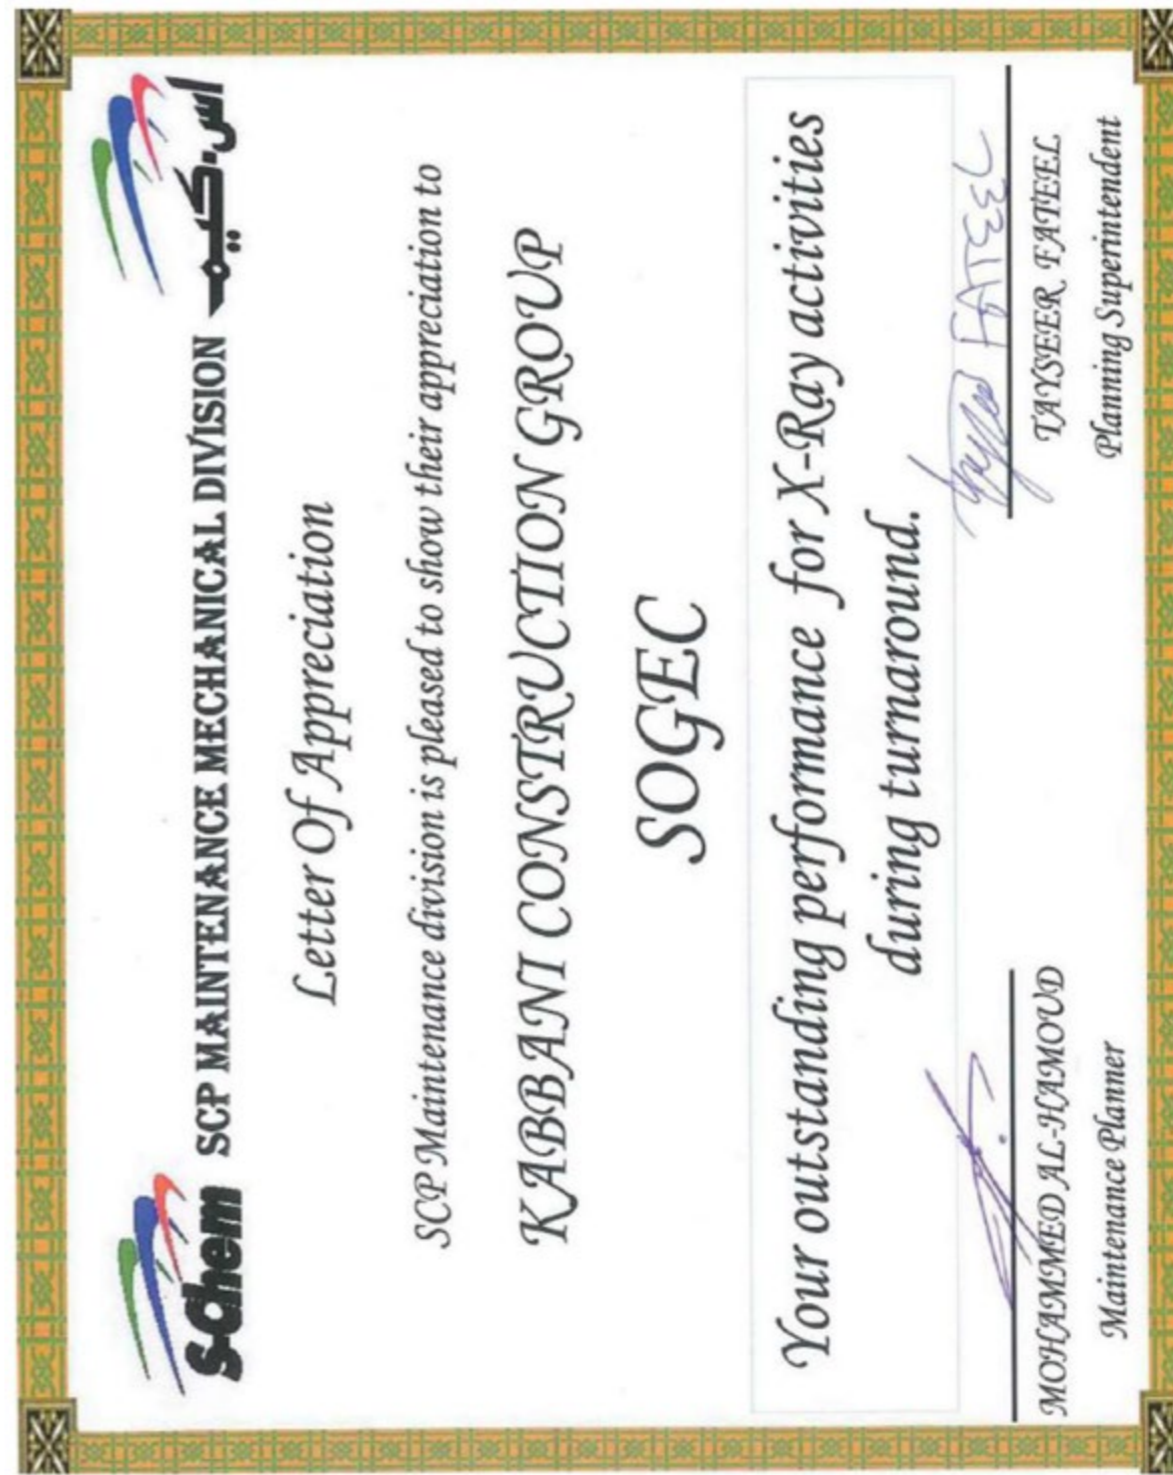 S-Chem SCP MAINTENANCE MECHANICAL DIVISION اس-كيم
Letter Of Appreciation
SCP Maintenance division is pleased to show their appreciation to
KABBANI CONSTRUCTION GROUP
SOGEC
Your outstanding performance for X-Ray activities
during turnaround.
Tayseer FATEEL
MOHAMMED AL-HAMOUD
Maintenance Planner
TAYSEER FATEEL
Planning Superintendent